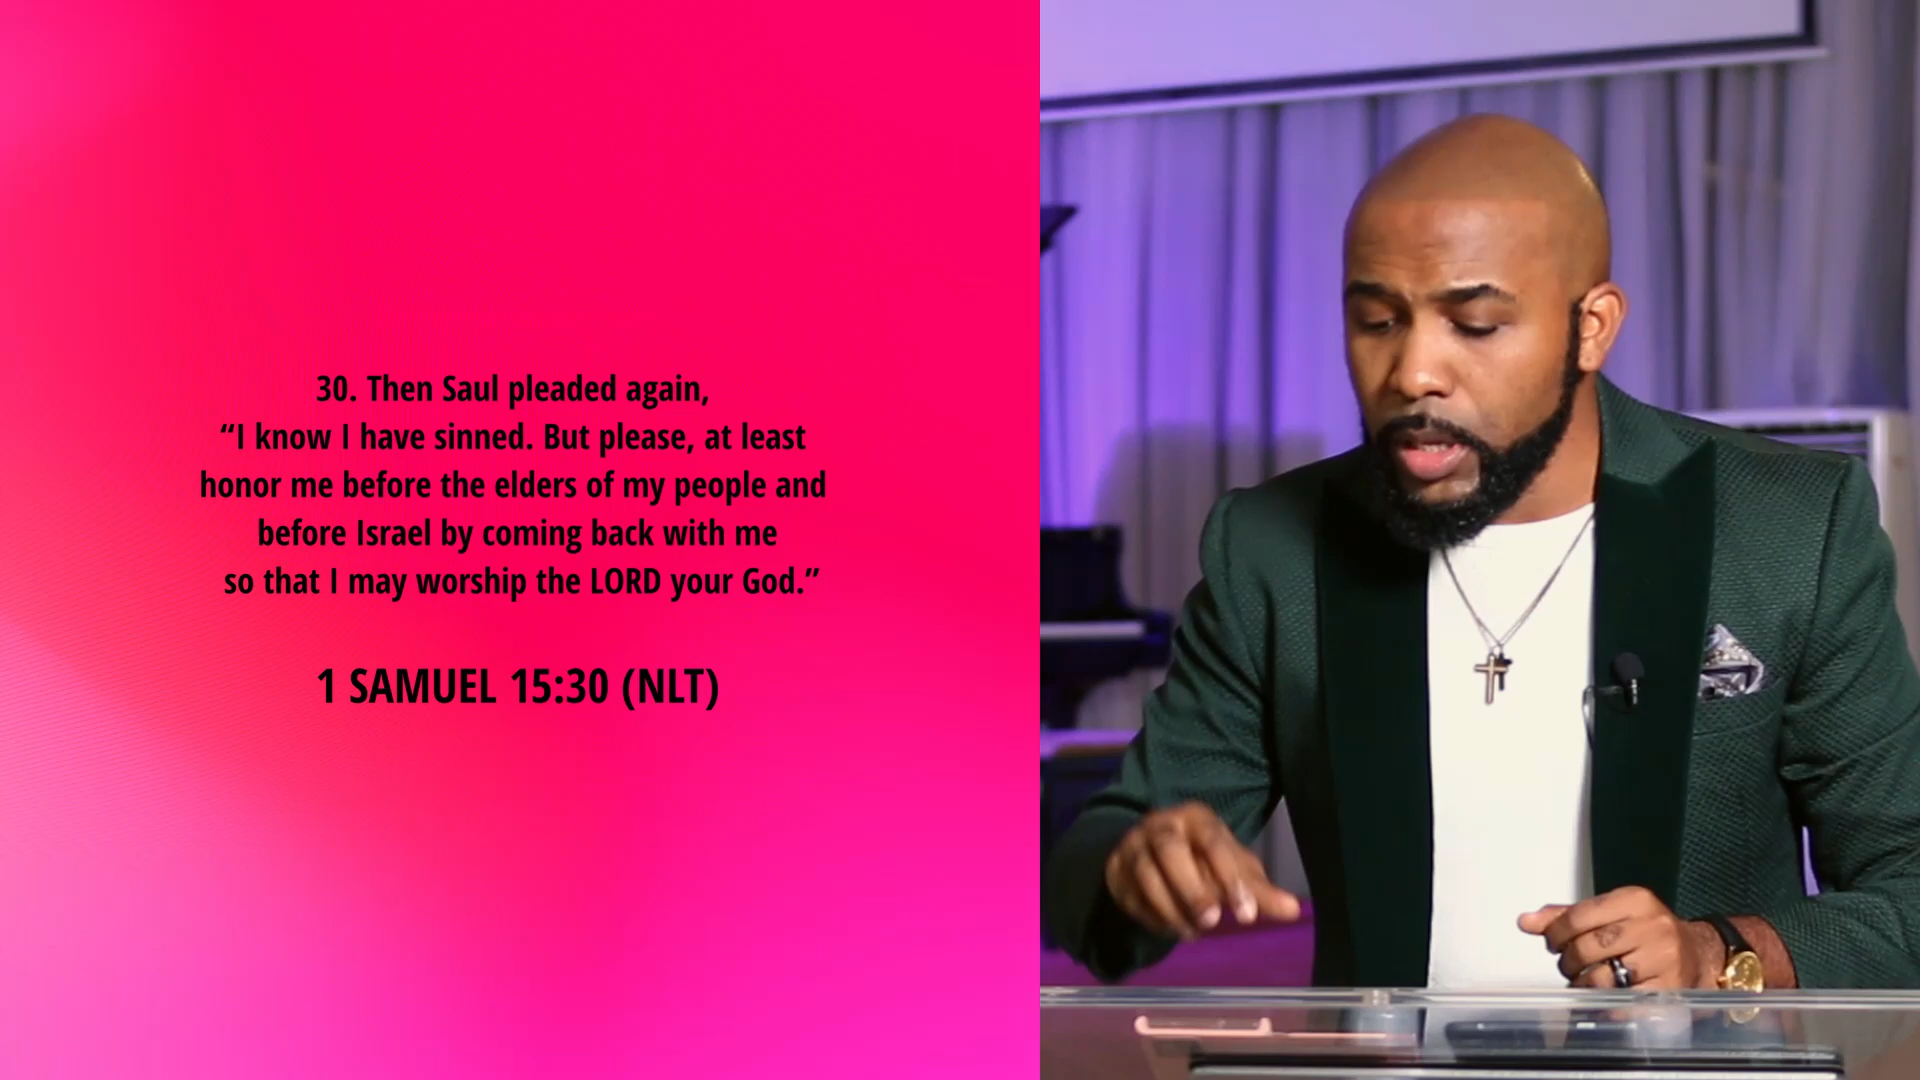 30. Then Saul pleaded again,
“I know I have sinned. But please, at least
honor me before the elders of my people and
before Israel by coming back with me
so that I may worship the LORD your God.”
1 SAMUEL 15:30 (NLT)